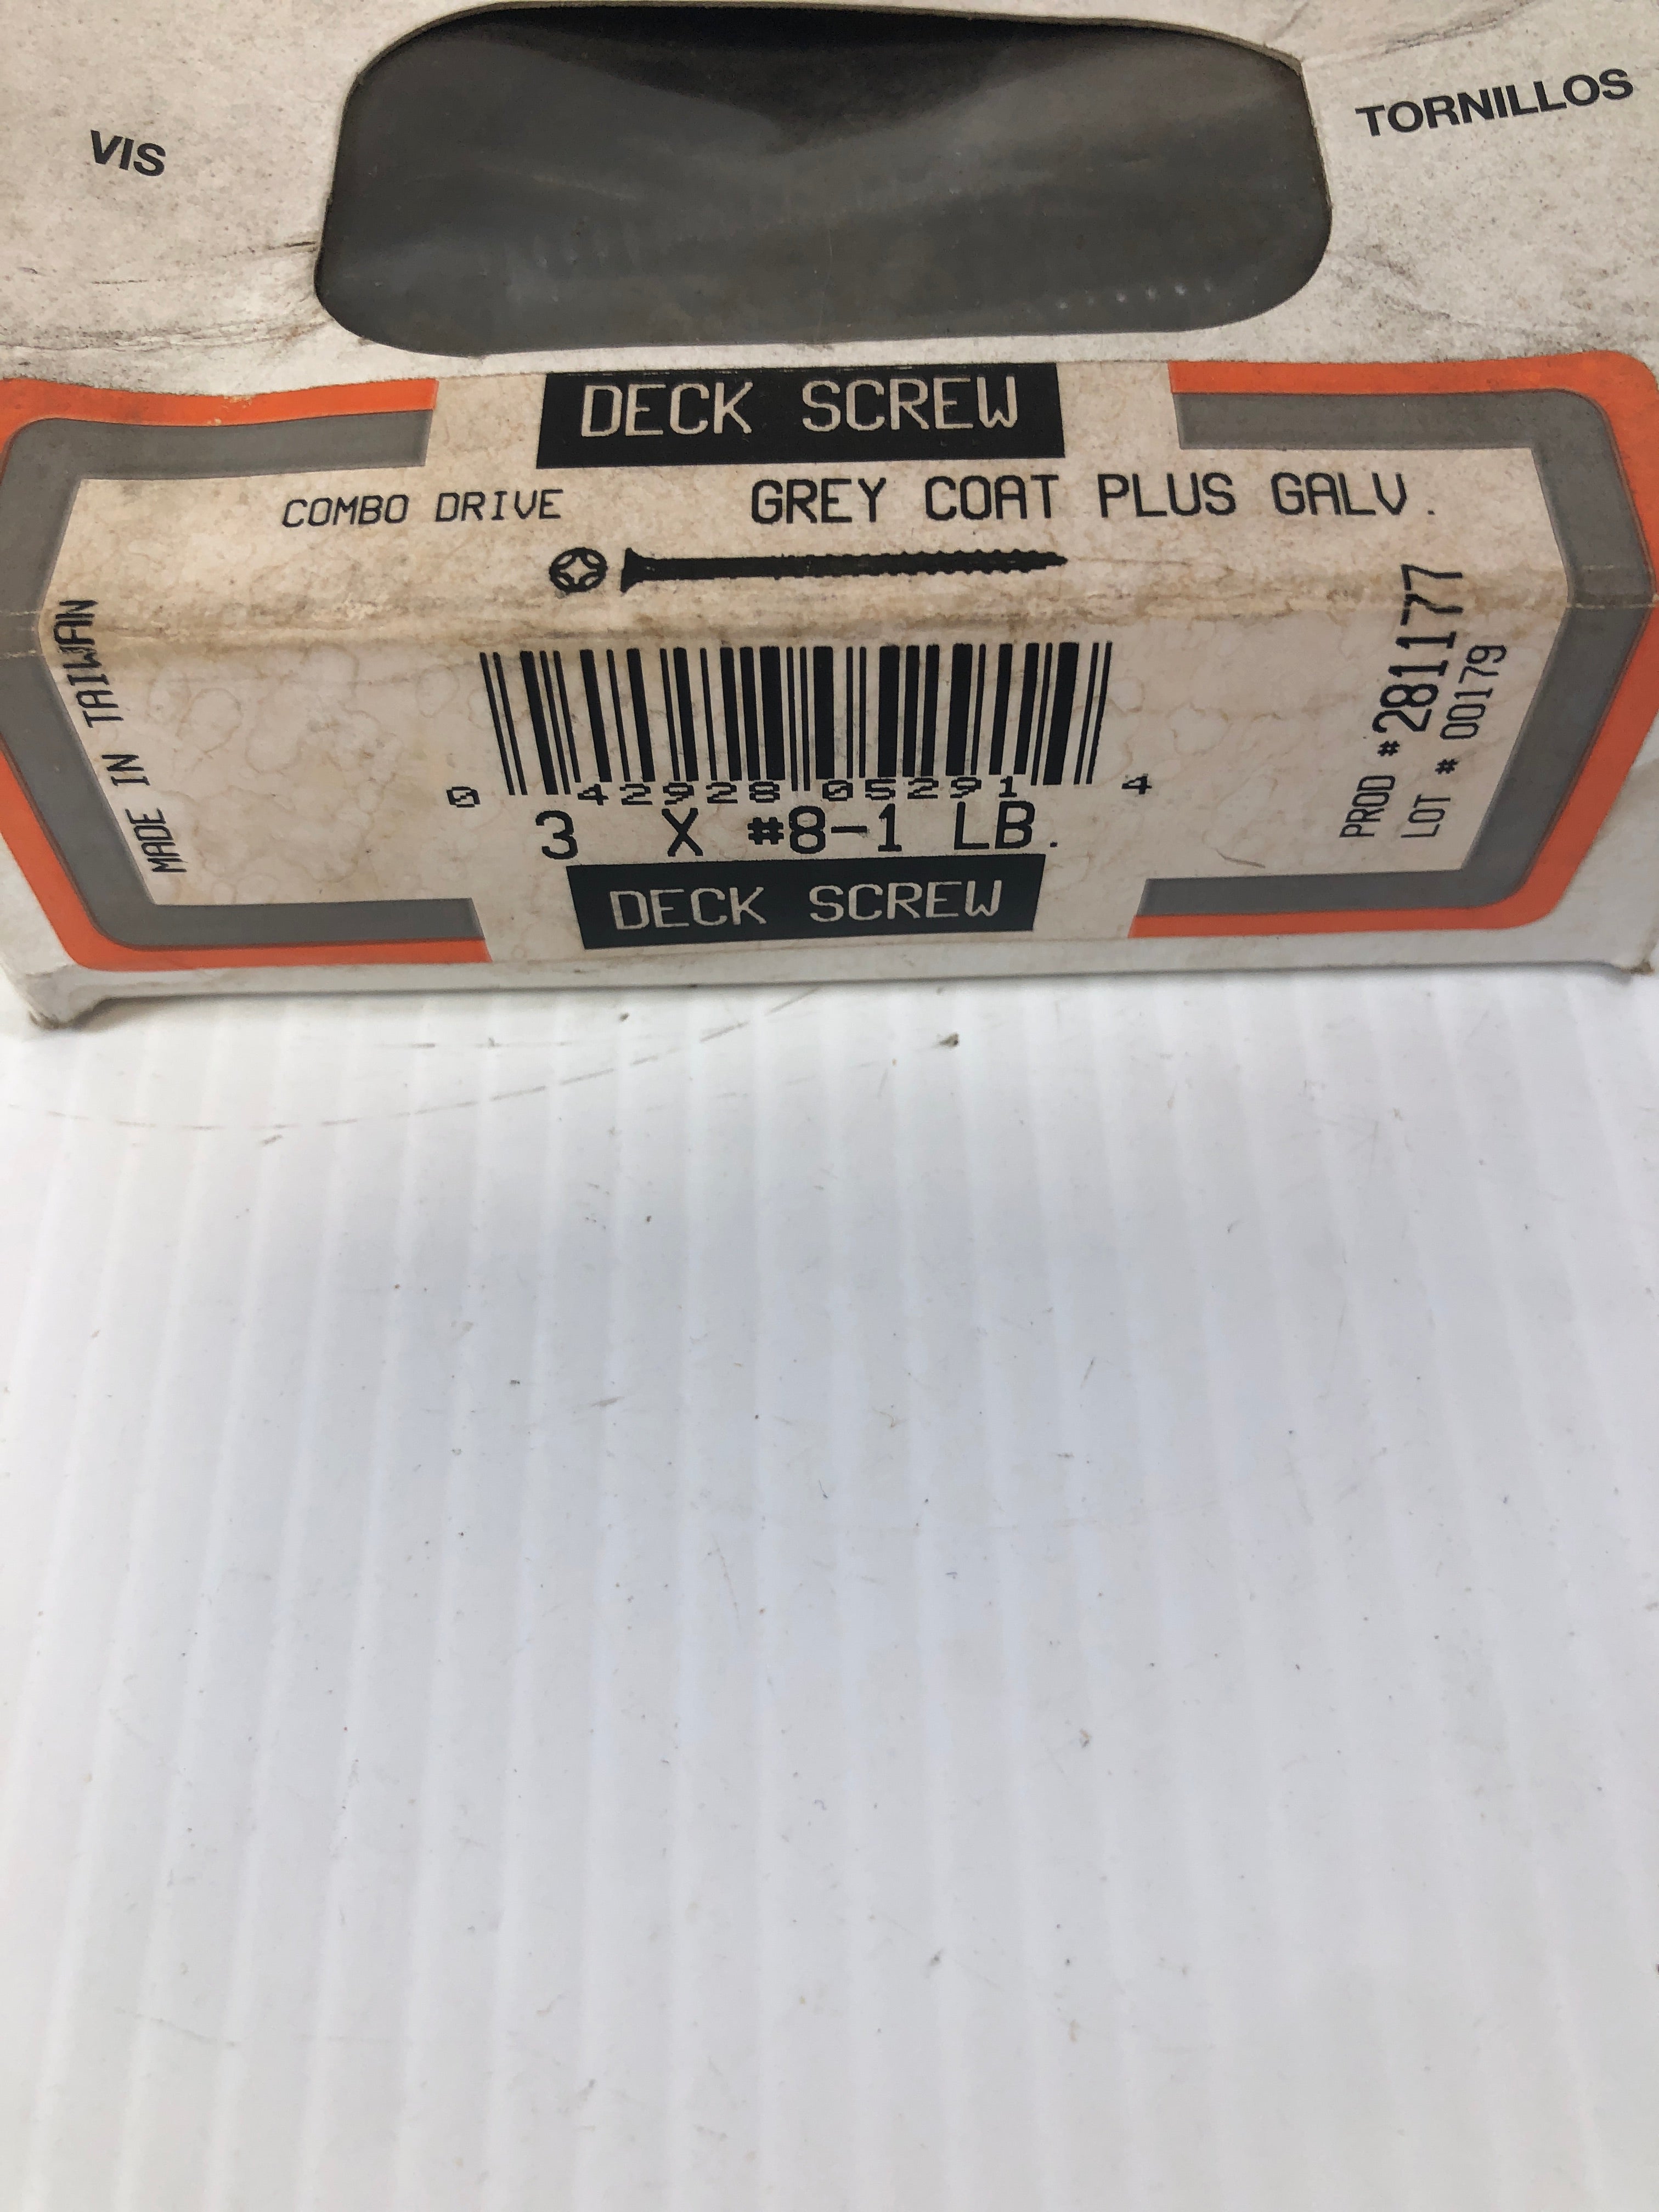 VIS
TORNILLOS
DECK SCREW
COMBO DRIVE
GREY COAT PLUS GALV.
MADE IN TAIWAN
0 42928 05291 4
3 X #8-1 LB.
PROD #281177
LOT # 00179
DECK SCREW